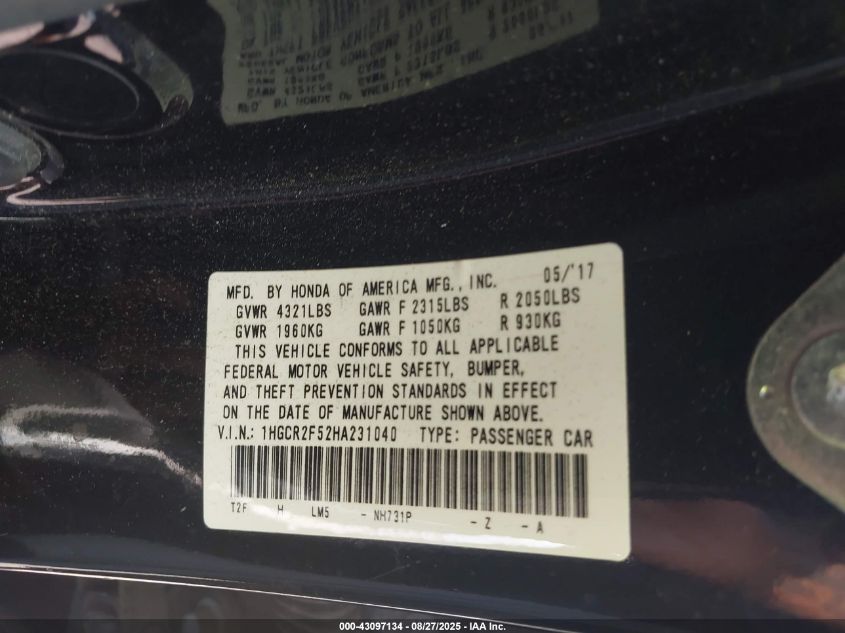 MFD. BY HONDA OF AMERICA MFG., INC. 05/'17
GVWR 4321LBS GAWR F 2315LBS R 2050LBS
GVWR 1960KG GAWR F 1050KG R 930KG
THIS VEHICLE CONFORMS TO ALL APPLICABLE
FEDERAL MOTOR VEHICLE SAFETY, BUMPER,
AND THEFT PREVENTION STANDARDS IN EFFECT
ON THE DATE OF MANUFACTURE SHOWN ABOVE.
V.I.N.: 1HGCR2F52HA231040 TYPE: PASSENGER CAR
T2F H LM5 - NH731P - Z - A
000-43097134 - 08/27/2025 - IAA Inc.